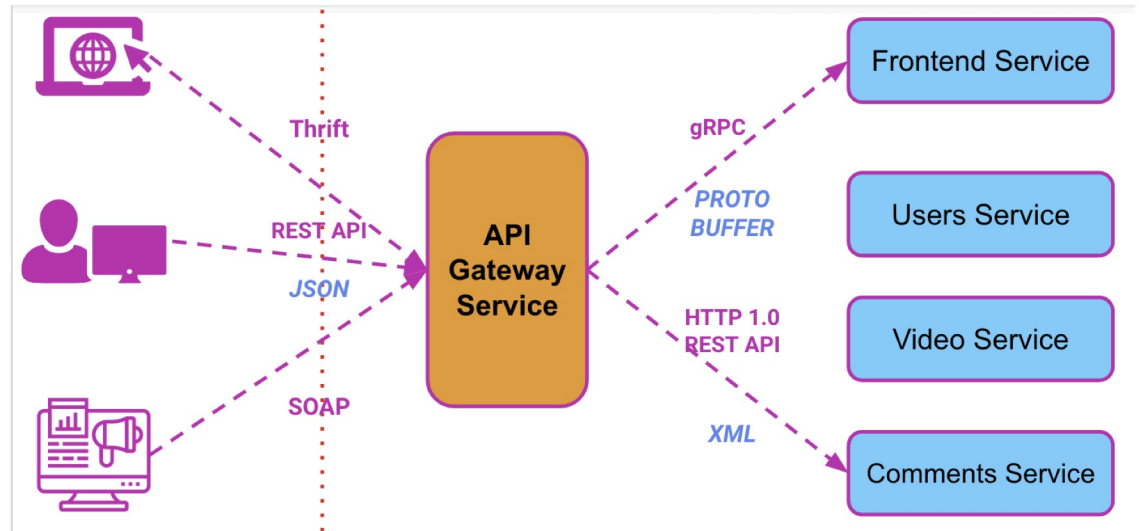 Thrift
REST API
JSON
SOAP
API
Gateway
Service
gRPC
PROTO
BUFFER
HTTP 1.0
REST API
XML
Frontend Service
Users Service
Video Service
Comments Service